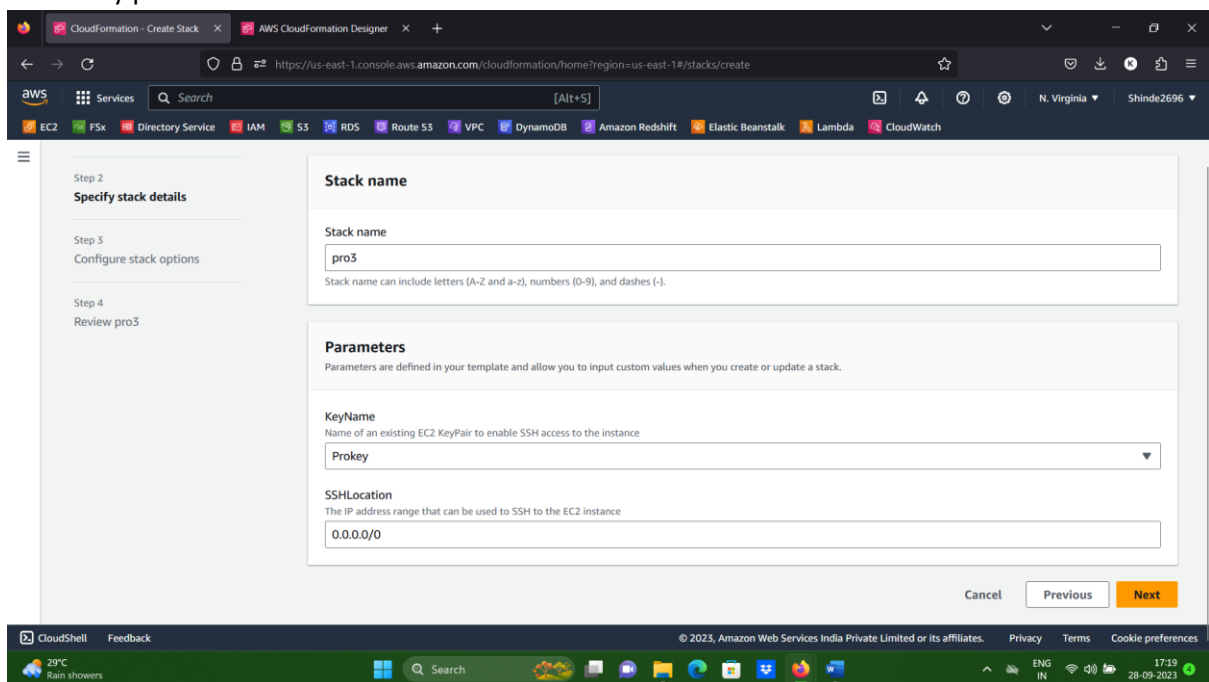 CloudFormation - Create Stack
AWS CloudFormation Designer
https://us-east-1.console.aws.amazon.com/cloudformation/home?region=us-east-1#/stacks/create
K
aws
Services
Search
[Alt+S]
N. Virginia
Shinde2696
EC2
FSx
Directory Service
IAM
S3
RDS
Route 53
VPC
DynamoDB
Amazon Redshift
Elastic Beanstalk
Lambda
CloudWatch
Step 2
Specify stack details
Step 3
Configure stack options
Step 4
Review pro3
Stack name
Stack name
pro3
Stack name can include letters (A-Z and a-z), numbers (0-9), and dashes (-).
Parameters
Parameters are defined in your template and allow you to input custom values when you create or update a stack.
KeyName
Name of an existing EC2 KeyPair to enable SSH access to the instance
Prokey
SSHLocation
The IP address range that can be used to SSH to the EC2 instance
0.0.0.0/0
Cancel
Previous
Next
CloudShell
Feedback
© 2023, Amazon Web Services India Private Limited or its affiliates.
Privacy
Terms
Cookie preferences
29°C
Rain showers
Search
ENG
IN
17:19
28-09-2023
4